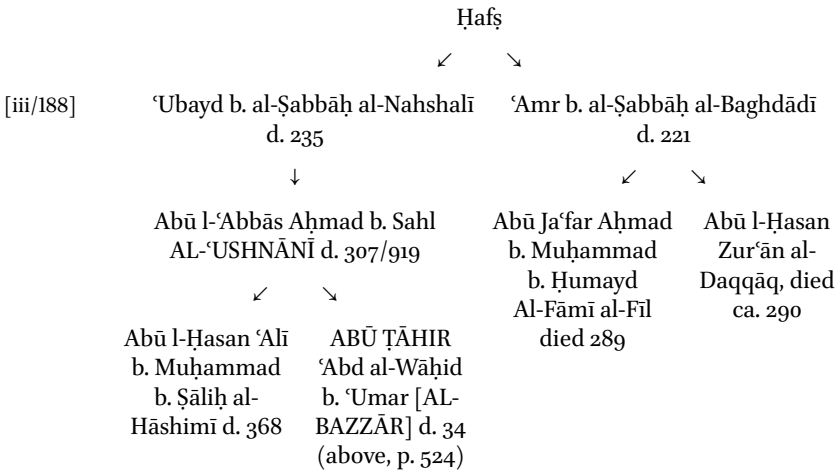 Ḥafṣ
↙ ↘
[iii/188] ʿUbayd b. al-Ṣabbāḥ al-Nahshalī ʿAmr b. al-Ṣabbāḥ al-Baghdādī
d. 235 d. 221
↓ ↙ ↘
Abū l-ʿAbbās Aḥmad b. Sahl
AL-ʿUSHNĀNĪ d. 307/919
Abū Jaʿfar Aḥmad
b. Muḥammad
b. Ḥumayd
Al-Fāmī al-Fīl
died 289
Abū l-Ḥasan
Zurʿān al-
Daqqāq, died
ca. 290
↙ ↘
Abū l-Ḥasan ʿAlī
b. Muḥammad
b. Ṣāliḥ al-
Hāshimī d. 368
ABŪ ṬĀHIR
ʿAbd al-Wāḥid
b. ʿUmar [AL-
BAZZĀR] d. 34
(above, p. 524)